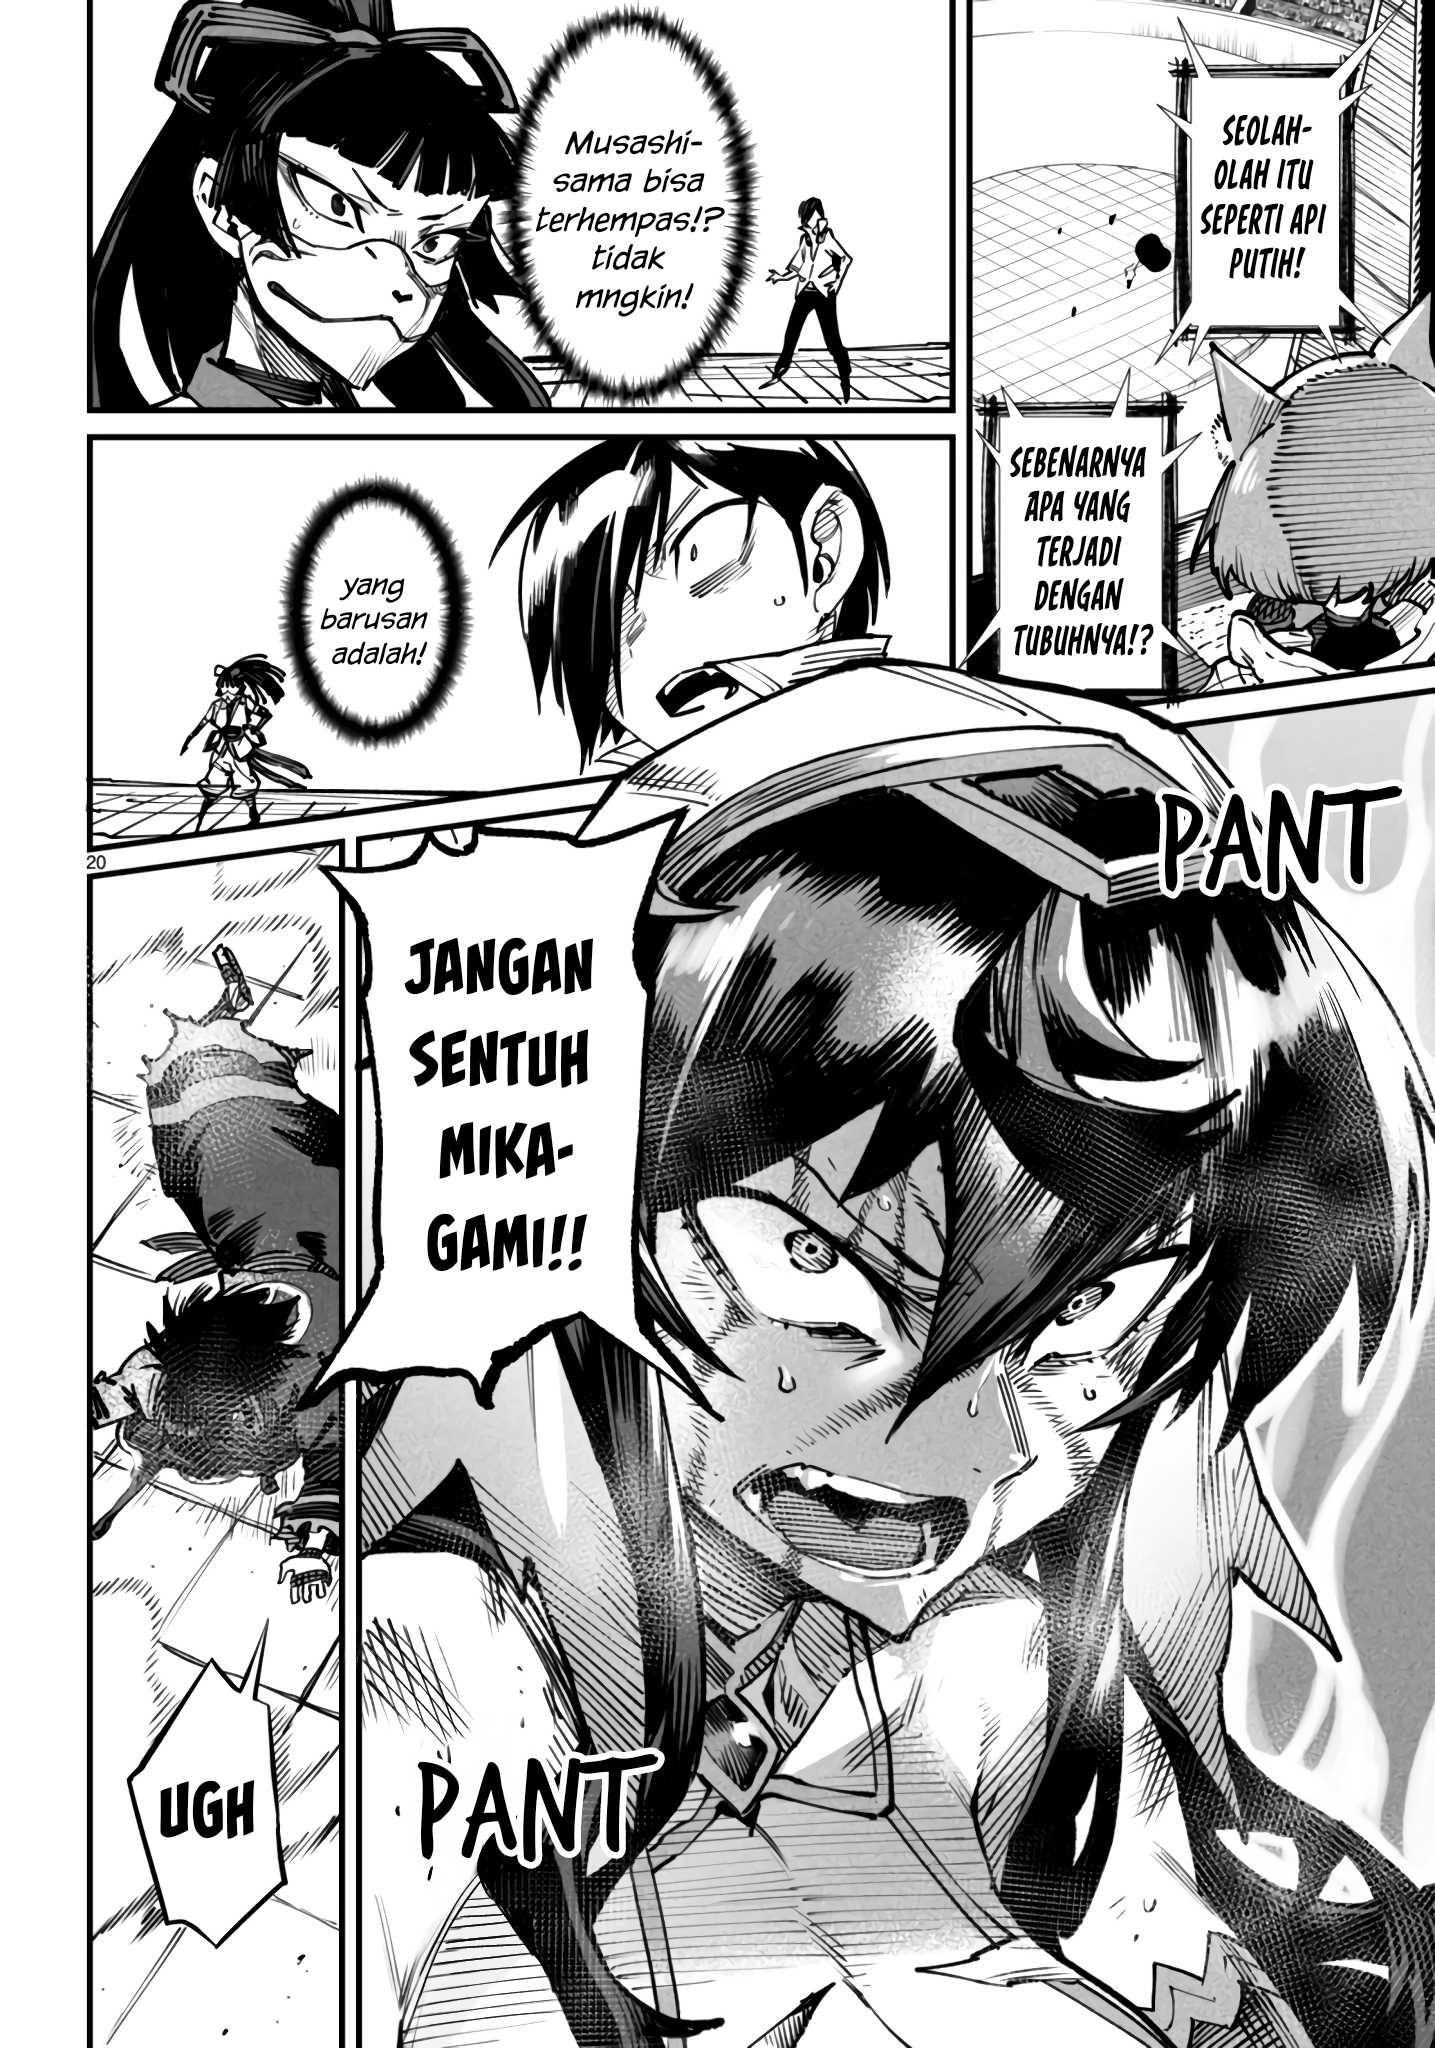 SEOLAH-
OLAH ITU
SEPERTI API
PUTIH!
SEBENARNYA
APA YANG
TERJADI
DENGAN
TUBUHNYA!?
Musashi-
sama bisa
terhempas!?
tidak
mngkin!
yang
barusan
adalah!
20
PANT
JANGAN
SENTUH
MIKA-
GAMI!!
PANT
UGH